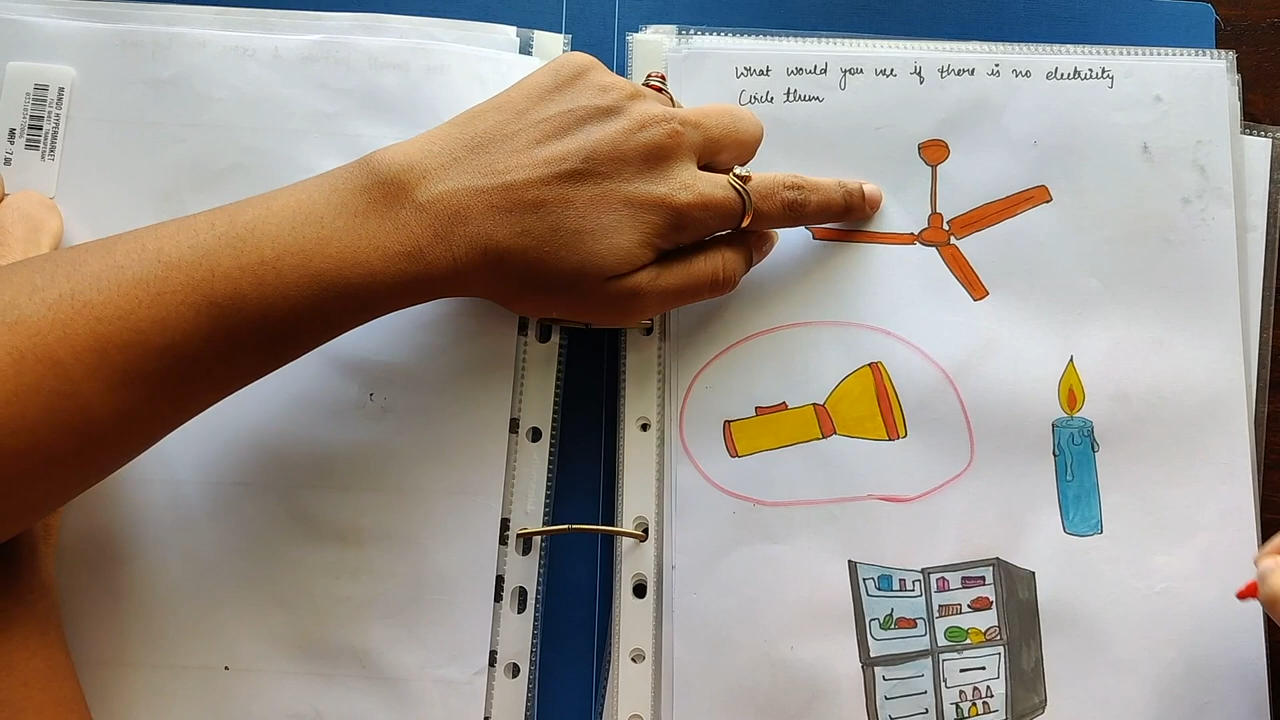 What would you use if there is no electricity
Circle them
MANGO HYPERMARKET
MRP :7.00